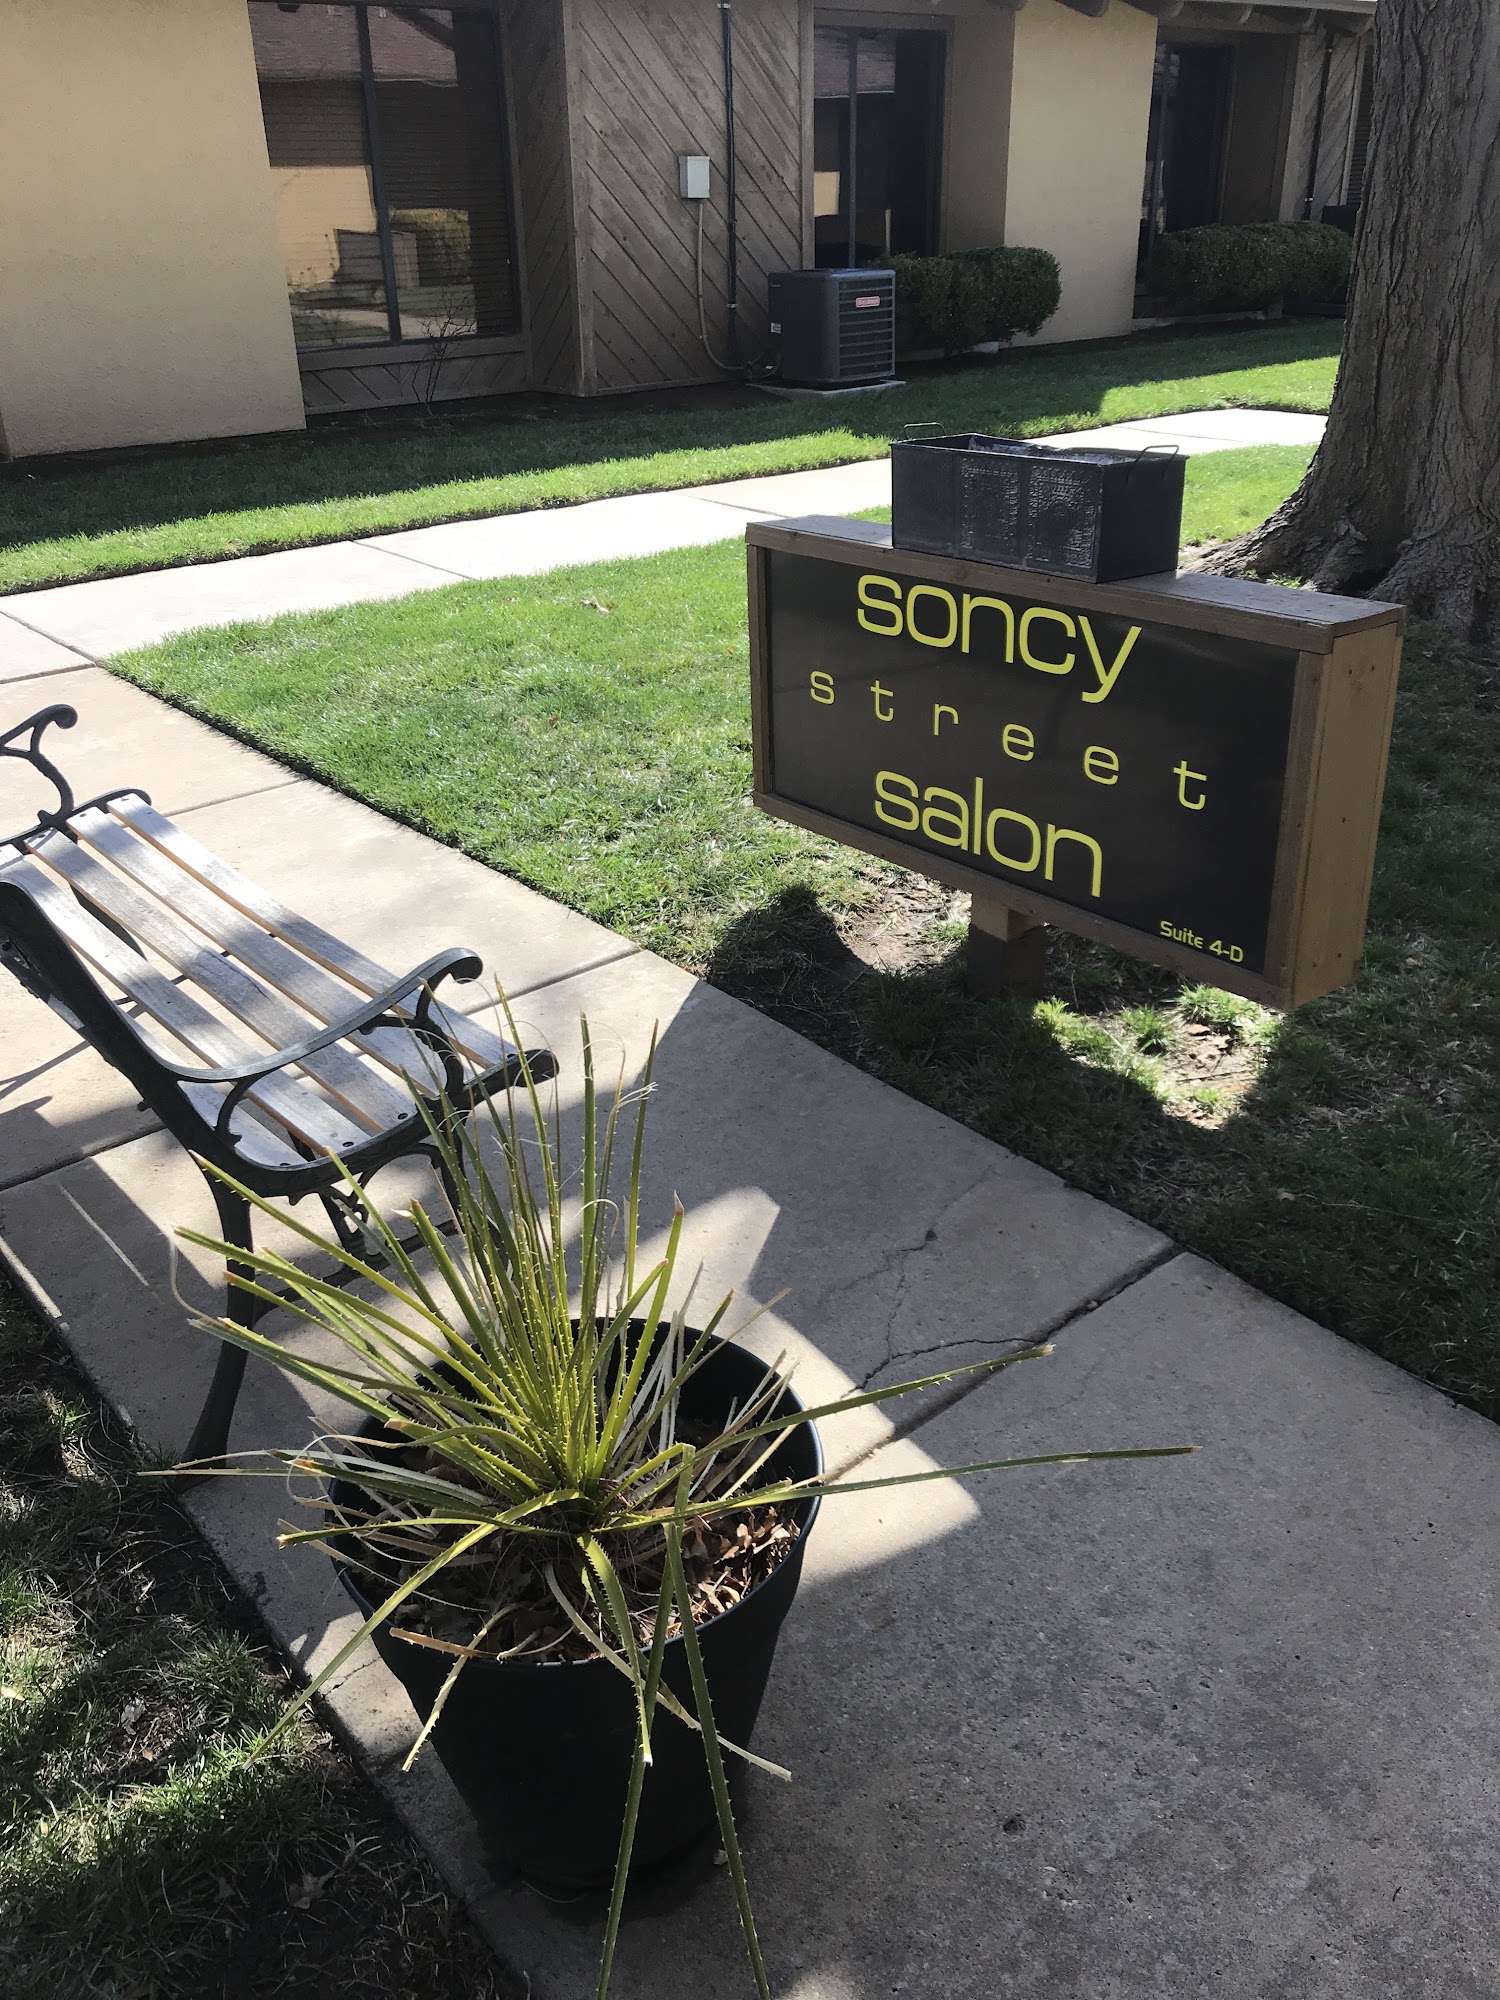 soncy
street
salon
Suite 4-D